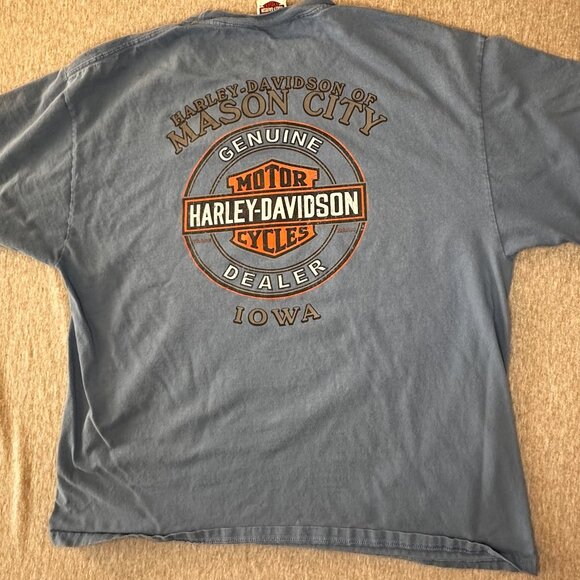 HARLEY-DAVIDSON OF
MASON CITY
GENUINE
MOTOR
HARLEY-DAVIDSON
CYCLES
DEALER
IOWA